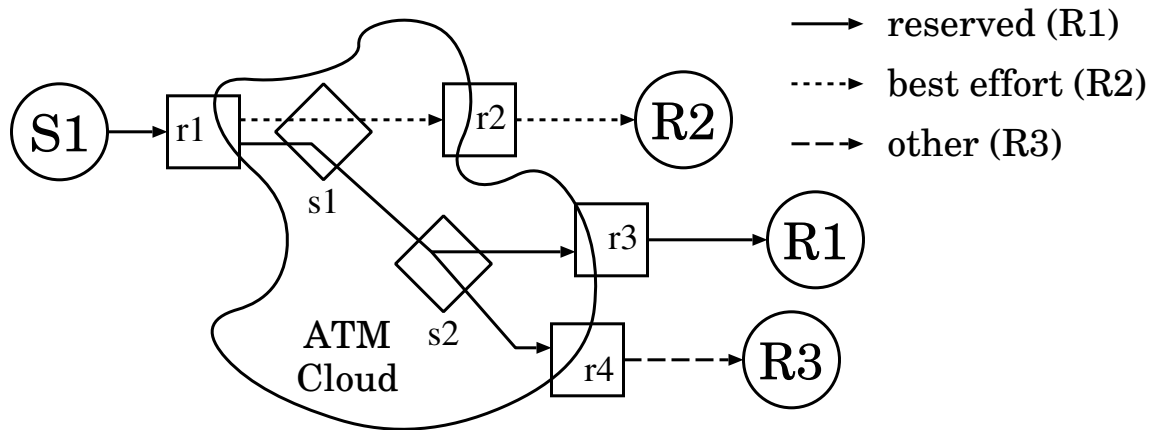 reserved (R1)
best effort (R2)
other (R3)
S1
r1
r2
R2
s1
r3
R1
s2
ATM
Cloud
r4
R3